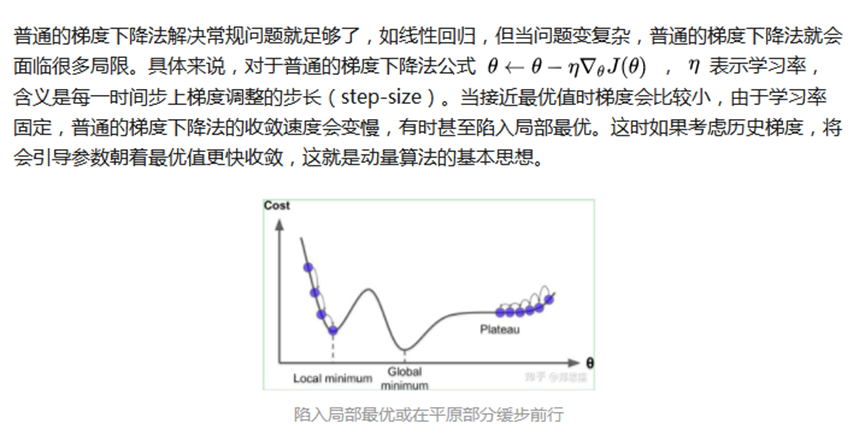 普通的梯度下降法解决常规问题就足够了，如线性回归，但当问题变复杂，普通的梯度下降法就会
面临很多局限。具体来说，对于普通的梯度下降法公式 θ ← θ − η∇θJ(θ) ， η 表示学习率，
含义是每一时间步上梯度调整的步长（step-size）。当接近最优值时梯度会比较小，由于学习率
固定，普通的梯度下降法的收敛速度会变慢，有时甚至陷入局部最优。这时如果考虑历史梯度，将
会引导参数朝着最优值更快收敛，这就是动量算法的基本思想。
Cost
Plateau
θ
Local minimum
Global
minimum
知乎
陷入局部最优或在平原部分缓步前行